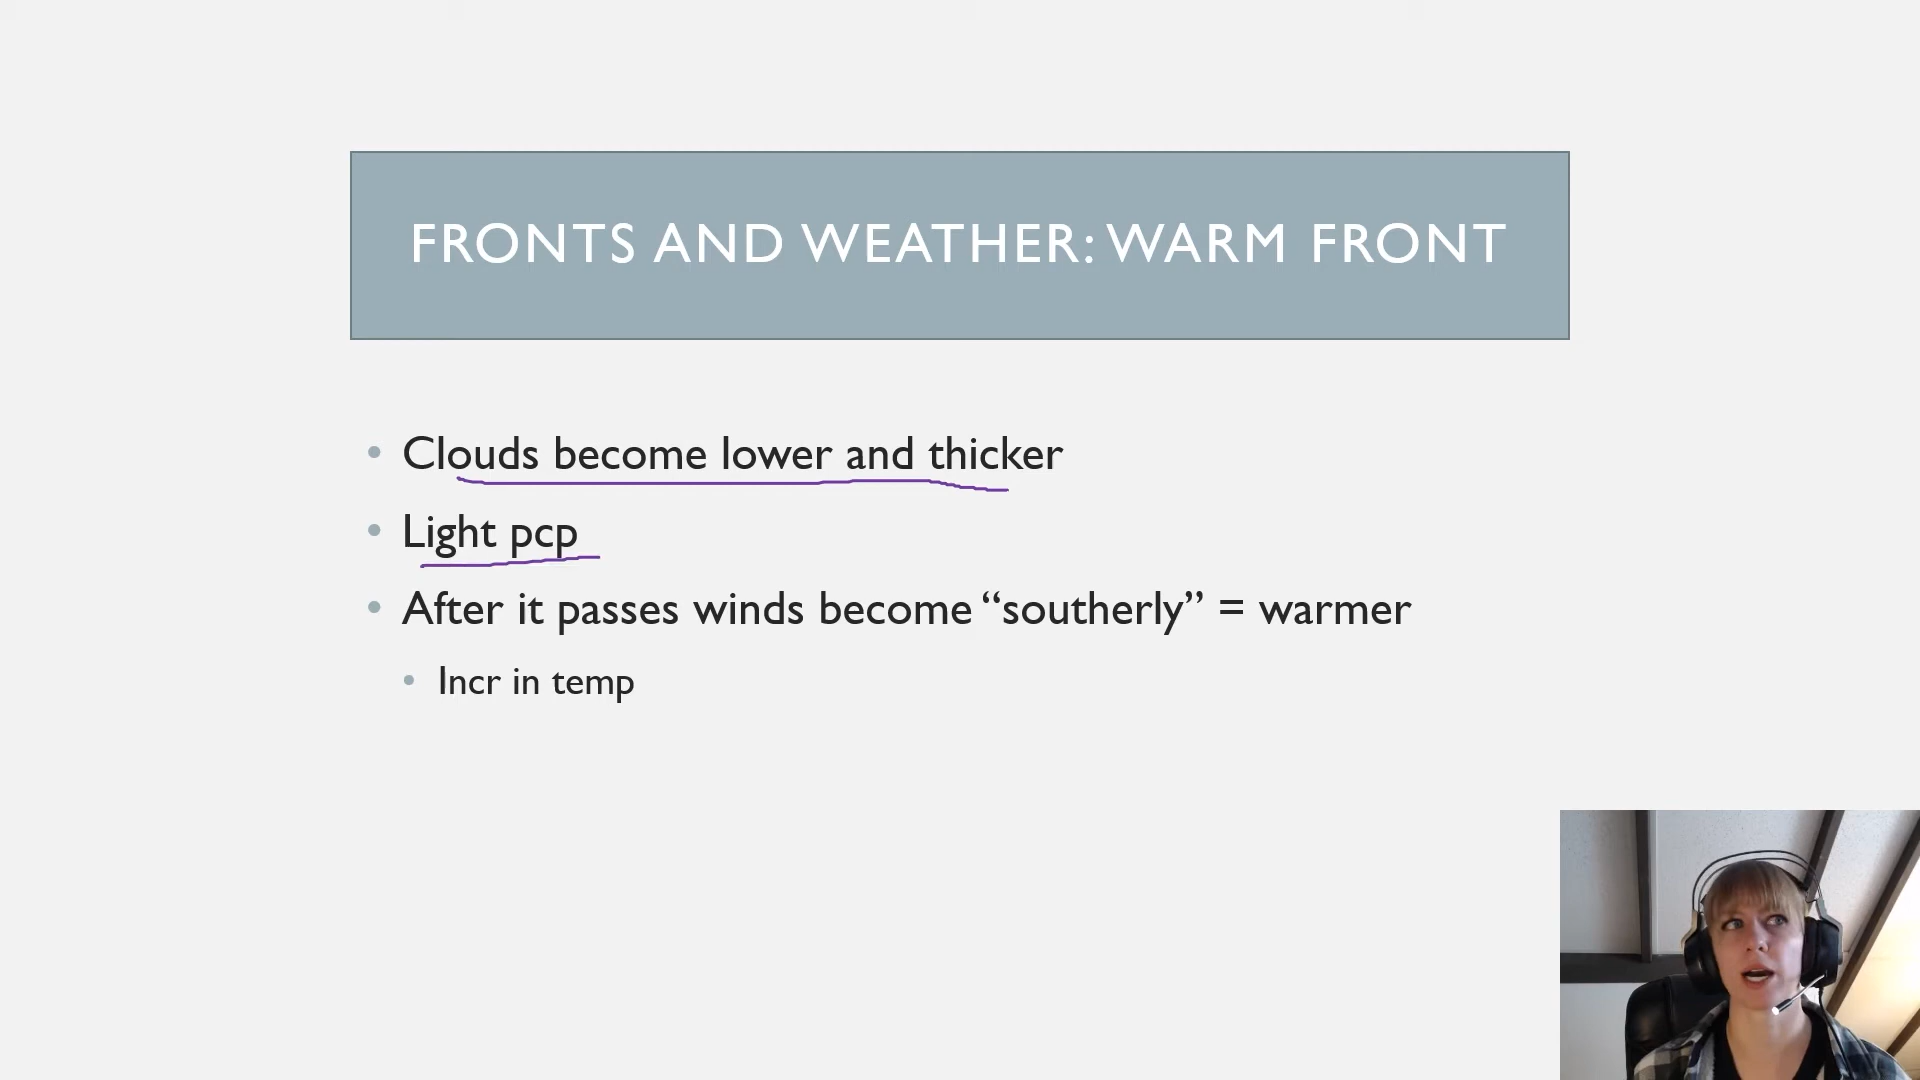 FRONTS AND WEATHER: WARM FRONT
• Clouds become lower and thicker
• Light pcp
• After it passes winds become “southerly” = warmer
• Incr in temp